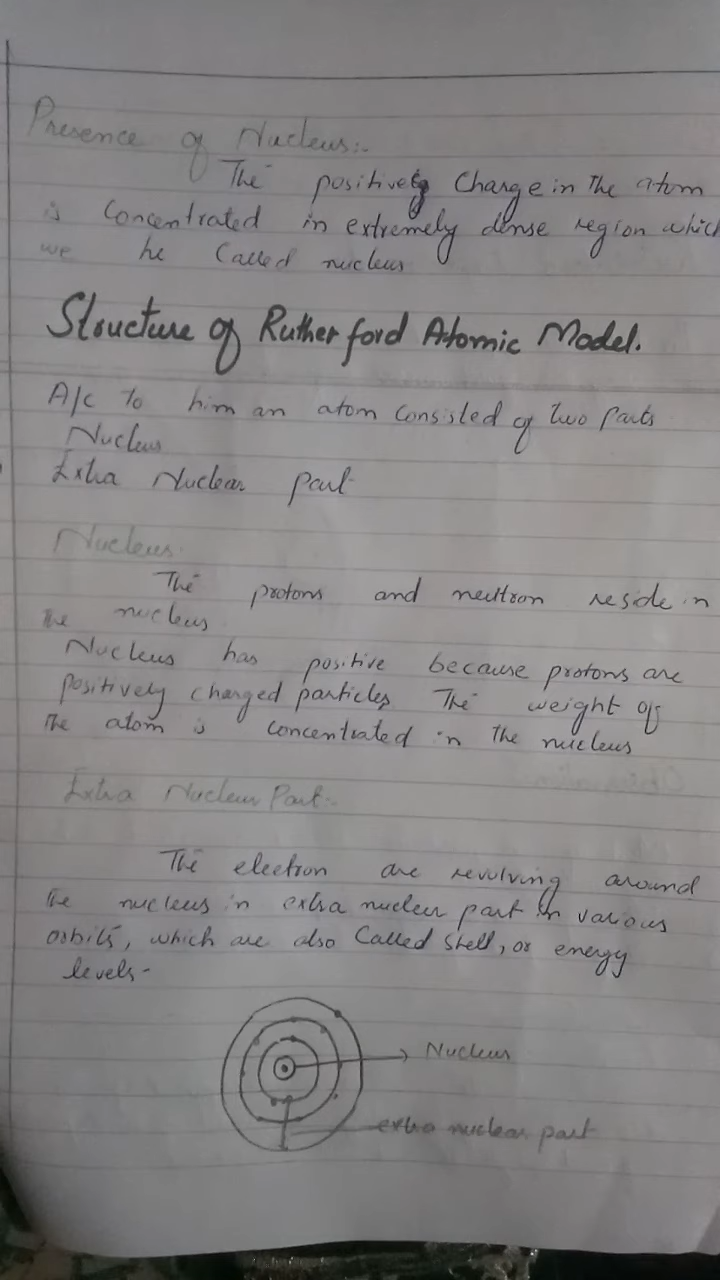 Presence of Nucleus:-
The positively Charge in The atom
is Concentrated in extremely dense region which
we he Called nucleus
Structure of Rutherford Atomic Model.
A/c To him an atom Consisted of Two Parts
Nucleus
Extra Nuclear part
Nucleus:
The protons and neutron reside in
The nucleus
Nucleus has positive because protons are
positively charged particles The weight of
The atom is concentrated in The nucleus
Extra Nuclear Part:-
The electron are revolving around
The nucleus in extra nuclear part in various
orbits, which are also Called Shell, or energy
levels-
Nucleus
extra nuclear part